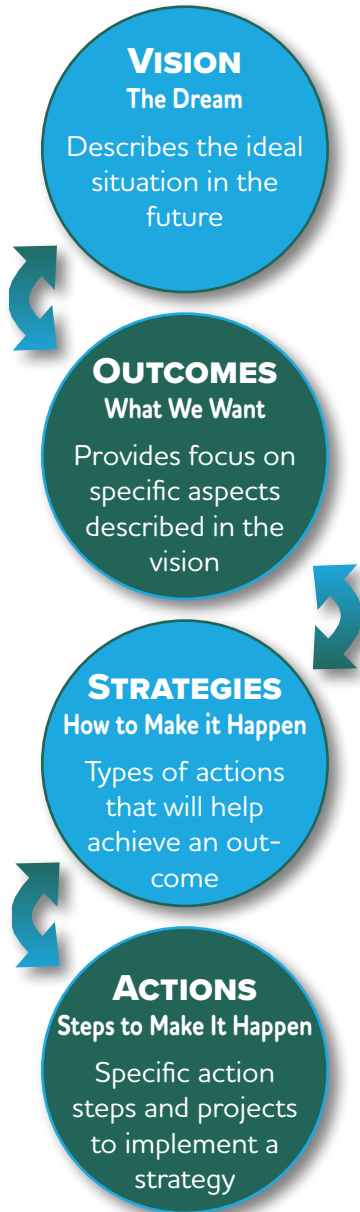 VISION
The Dream
Describes the ideal
situation in the
future
OUTCOMES
What We Want
Provides focus on
specific aspects
described in the
vision
STRATEGIES
How to Make it Happen
Types of actions
that will help
achieve an out-
come
ACTIONS
Steps to Make It Happen
Specific action
steps and projects
to implement a
strategy